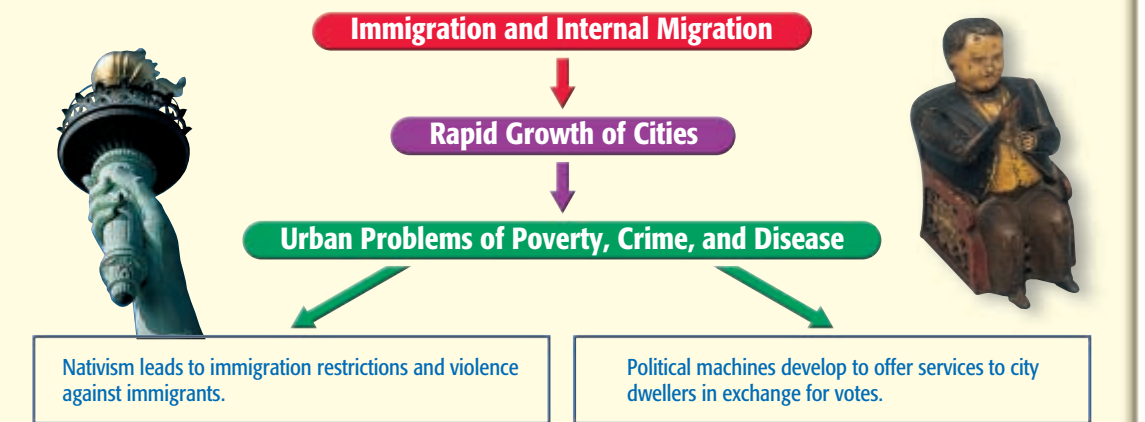 Immigration and Internal Migration
Rapid Growth of Cities
Urban Problems of Poverty, Crime, and Disease
Nativism leads to immigration restrictions and violence
against immigrants.
Political machines develop to offer services to city
dwellers in exchange for votes.